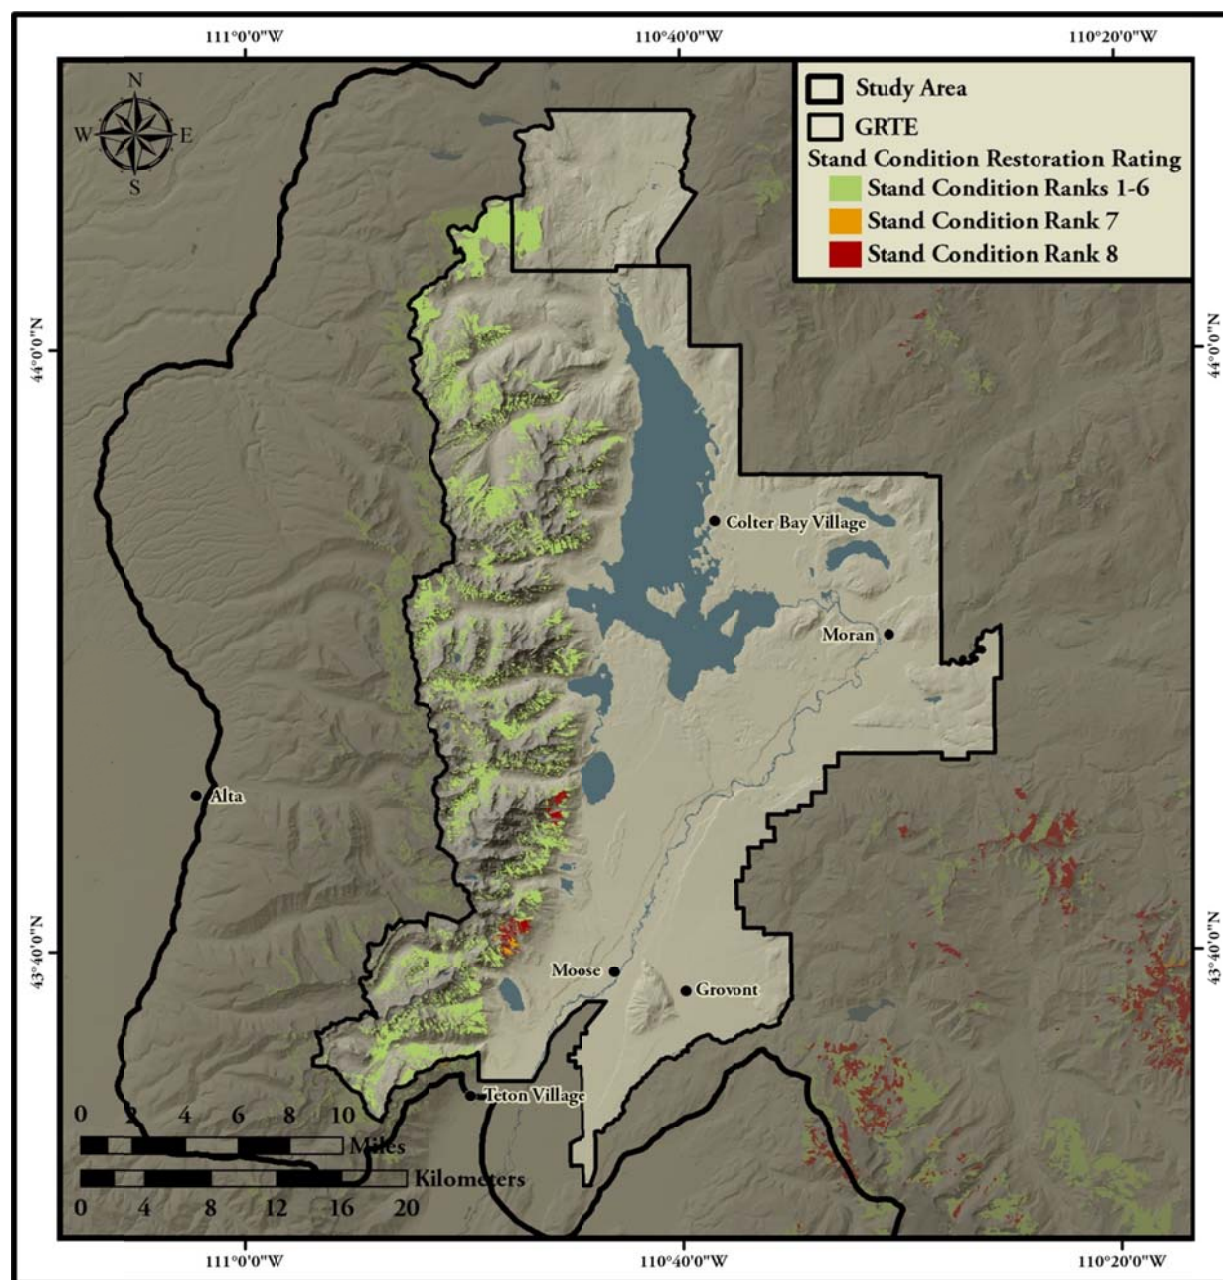 111°0'0"W
110°40'0"W
110°20'0"W
N
W
E
S
Study Area
GRTE
Stand Condition Restoration Rating
Stand Condition Ranks 1-6
Stand Condition Rank 7
Stand Condition Rank 8
44°0'0"N
44°0'0"N
Colter Bay Village
Moran
Alta
43°40'0"N
43°40'0"N
Moose
Grovont
Teton Village
0 2 4 6 8 10
Miles
Kilometers
0 4 8 12 16 20
111°0'0"W
110°40'0"W
110°20'0"W